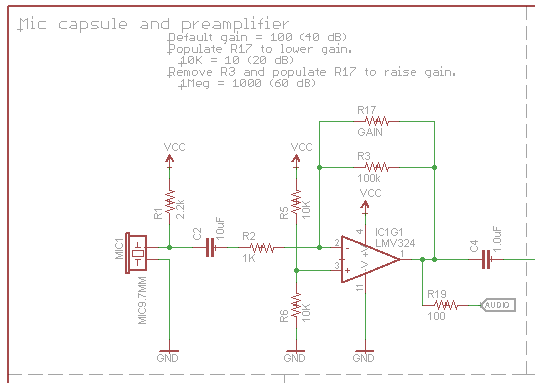 Mic capsule and preamplifier
Default gain = 100 (40 dB)
Populate R17 to lower gain.
10K = 10 (20 dB)
Remove R3 and populate R17 to raise gain.
1Meg = 1000 (60 dB)
R17
GAIN
VCC
VCC
R3
100k
VCC
R1
2.2k
R5
10K
C2
10uF
R2
1K
IC1G1
LMV324
4
2
-
V+
1
3
+
V-
11
MIC1
MIC9.7MM
C4
1.0uF
R6
10K
R19
100
AUDIO
GND
GND
GND